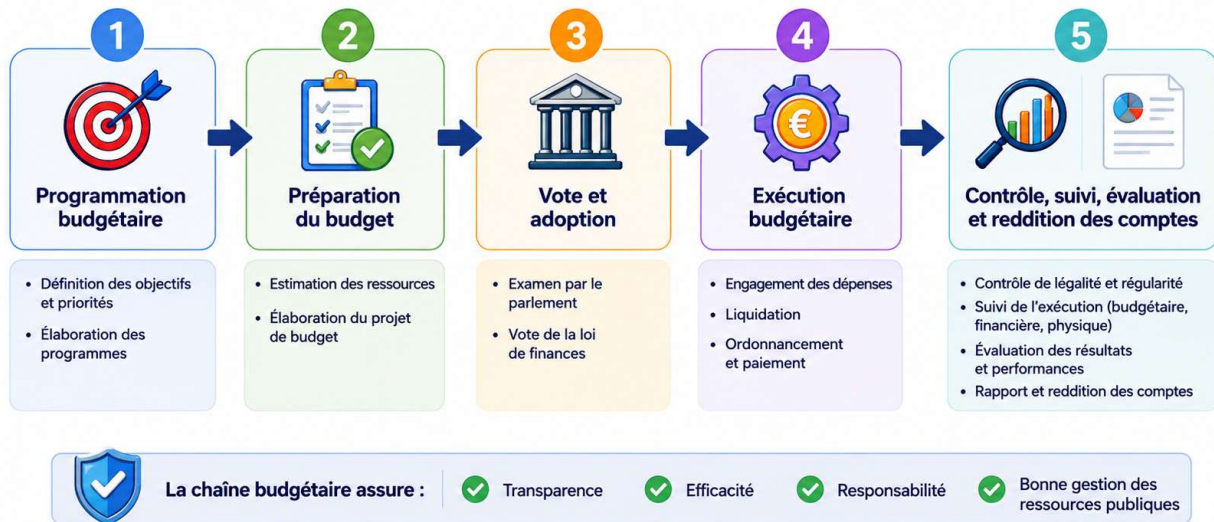 1
2
3
4
5
Programmation
budgétaire
Préparation
du budget
Vote et
adoption
€
Exécution
budgétaire
Contrôle, suivi, évaluation
et reddition des comptes
• Définition des objectifs
et priorités
• Élaboration des
programmes
• Estimation des ressources
• Élaboration du projet
de budget
• Examen par le
parlement
• Vote de la loi
de finances
• Engagement des dépenses
• Liquidation
• Ordonnancement
et paiement
• Contrôle de légalité et régularité
• Suivi de l'exécution (budgétaire,
financière, physique)
• Évaluation des résultats
et performances
• Rapport et reddition des comptes
La chaîne budgétaire assure :
Transparence
Efficacité
Responsabilité
Bonne gestion des
ressources publiques